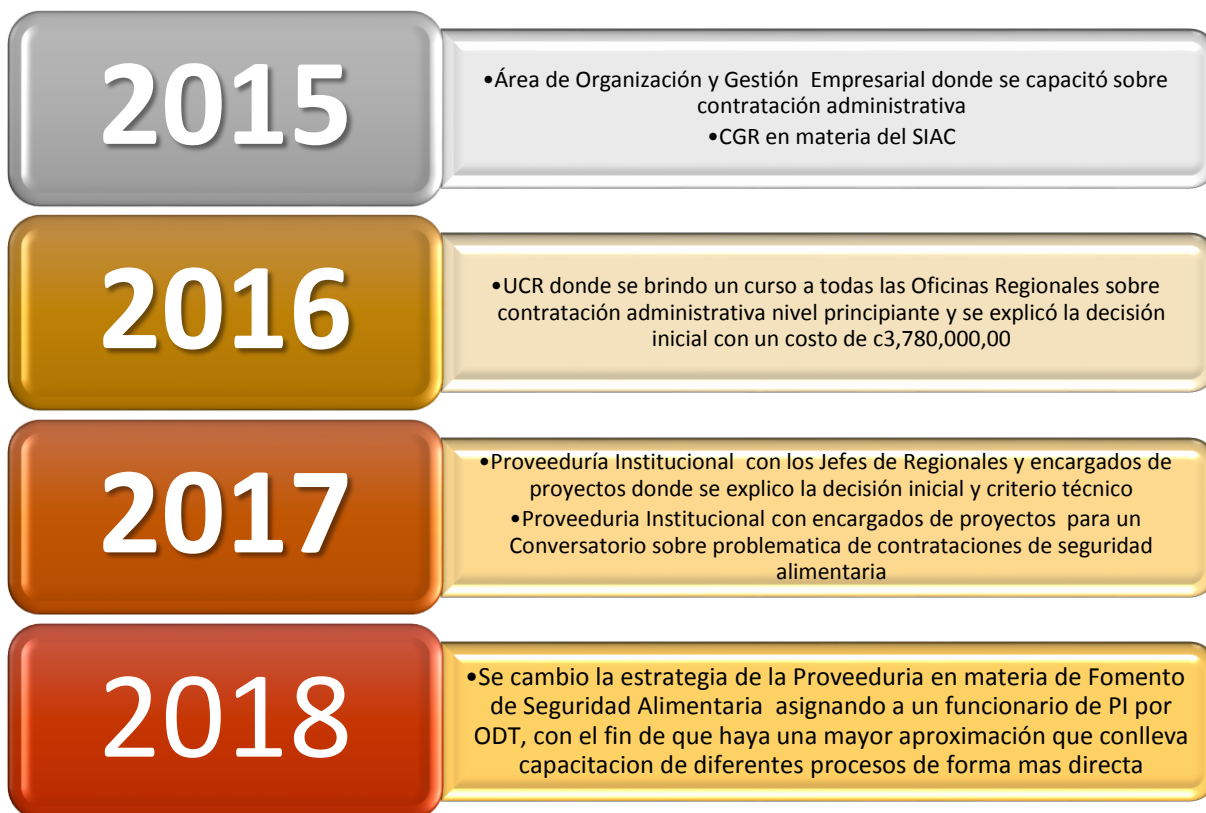 2015
•Área de Organización y Gestión Empresarial donde se capacitó sobre
contratación administrativa
•CGR en materia del SIAC
2016
•UCR donde se brindo un curso a todas las Oficinas Regionales sobre
contratación administrativa nivel principiante y se explicó la decisión
inicial con un costo de c3,780,000,00
2017
•Proveeduría Institucional con los Jefes de Regionales y encargados de
proyectos donde se explico la decisión inicial y criterio técnico
•Proveeduria Institucional con encargados de proyectos para un
Conversatorio sobre problematica de contrataciones de seguridad
alimentaria
2018
•Se cambio la estrategia de la Proveeduria en materia de Fomento
de Seguridad Alimentaria asignando a un funcionario de PI por
ODT, con el fin de que haya una mayor aproximación que conlleva
capacitacion de diferentes procesos de forma mas directa